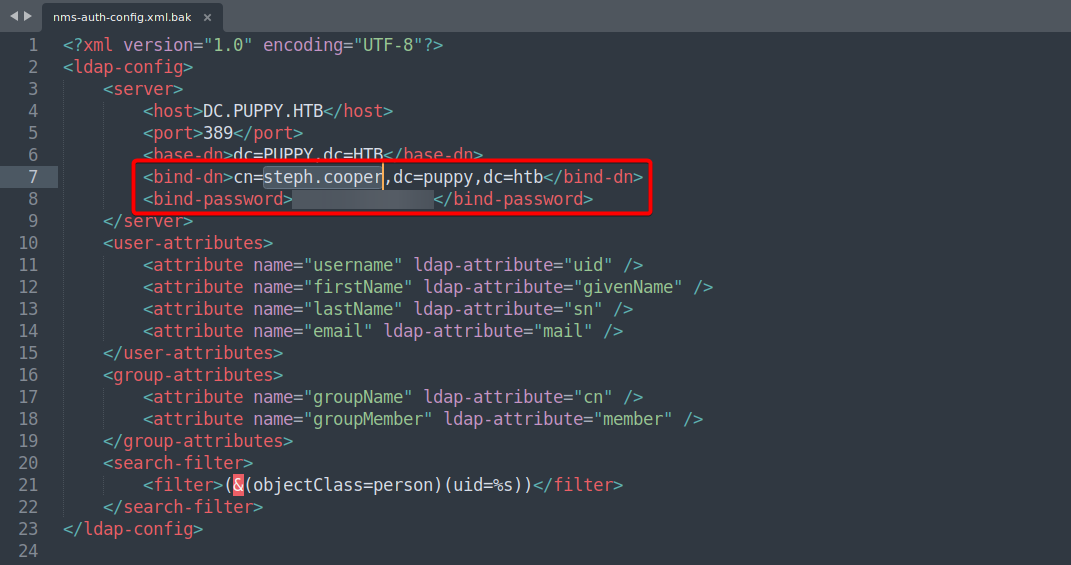 nms-auth-config.xml.bak ×
1 <?xml version="1.0" encoding="UTF-8"?>
2 <ldap-config>
3 <server>
4 <host>DC.PUPPY.HTB</host>
5 <port>389</port>
6 <base-dn>dc=PUPPY,dc=HTB</base-dn>
7 <bind-dn>cn=steph.cooper,dc=puppy,dc=htb</bind-dn>
8 <bind-password></bind-password>
9 </server>
10 <user-attributes>
11 <attribute name="username" ldap-attribute="uid" />
12 <attribute name="firstName" ldap-attribute="givenName" />
13 <attribute name="lastName" ldap-attribute="sn" />
14 <attribute name="email" ldap-attribute="mail" />
15 </user-attributes>
16 <group-attributes>
17 <attribute name="groupName" ldap-attribute="cn" />
18 <attribute name="groupMember" ldap-attribute="member" />
19 </group-attributes>
20 <search-filter>
21 <filter>(&(objectClass=person)(uid=%s))</filter>
22 </search-filter>
23 </ldap-config>
24